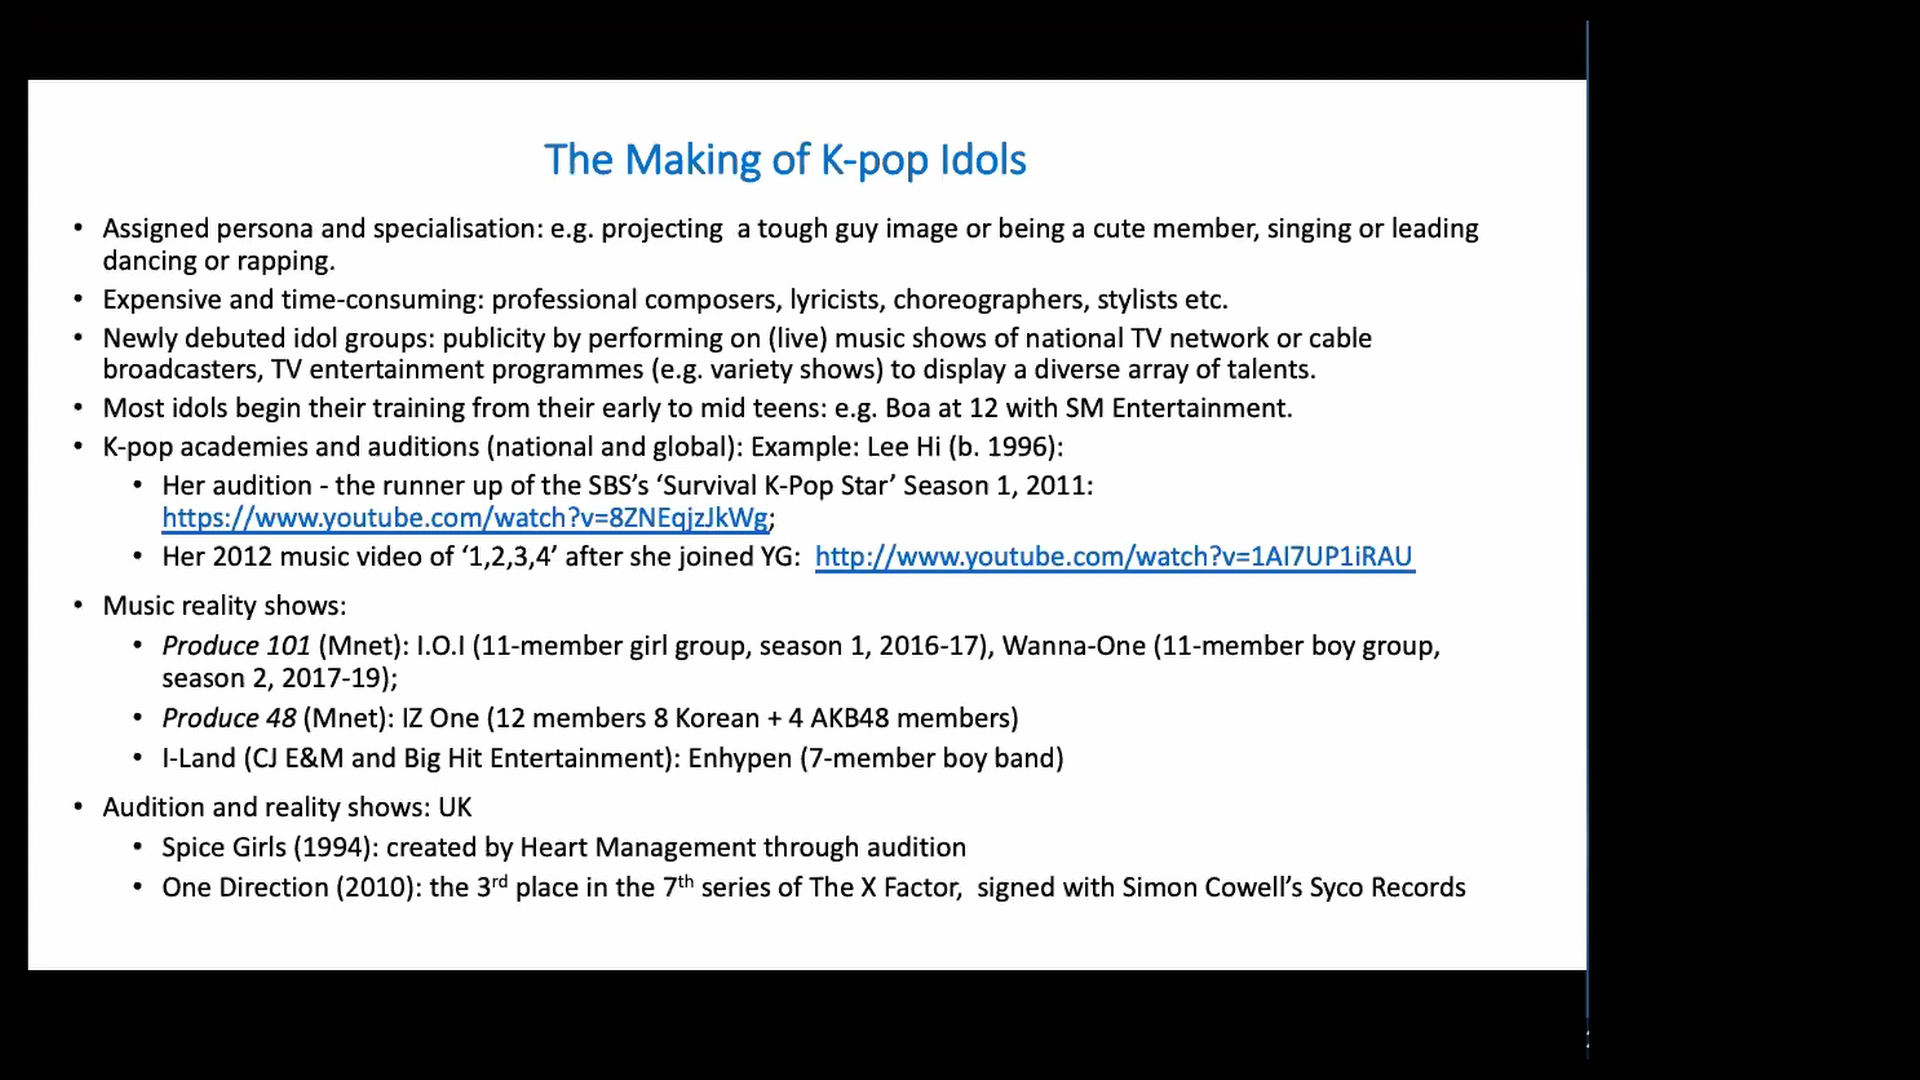 The Making of K-pop Idols
• Assigned persona and specialisation: e.g. projecting  a tough guy image or being a cute member, singing or leading
dancing or rapping.
• Expensive and time-consuming: professional composers, lyricists, choreographers, stylists etc.
• Newly debuted idol groups: publicity by performing on (live) music shows of national TV network or cable
broadcasters, TV entertainment programmes (e.g. variety shows) to display a diverse array of talents.
• Most idols begin their training from their early to mid teens: e.g. Boa at 12 with SM Entertainment.
• K-pop academies and auditions (national and global): Example: Lee Hi (b. 1996):
• Her audition - the runner up of the SBS’s ‘Survival K-Pop Star’ Season 1, 2011:
https://www.youtube.com/watch?v=8ZNEqjzJkWg;
• Her 2012 music video of ‘1,2,3,4’ after she joined YG:  http://www.youtube.com/watch?v=1AI7UP1iRAU
• Music reality shows:
• Produce 101 (Mnet): I.O.I (11-member girl group, season 1, 2016-17), Wanna-One (11-member boy group,
season 2, 2017-19);
• Produce 48 (Mnet): IZ One (12 members 8 Korean + 4 AKB48 members)
• I-Land (CJ E&M and Big Hit Entertainment): Enhypen (7-member boy band)
• Audition and reality shows: UK
• Spice Girls (1994): created by Heart Management through audition
• One Direction (2010): the 3rd place in the 7th series of The X Factor,  signed with Simon Cowell’s Syco Records